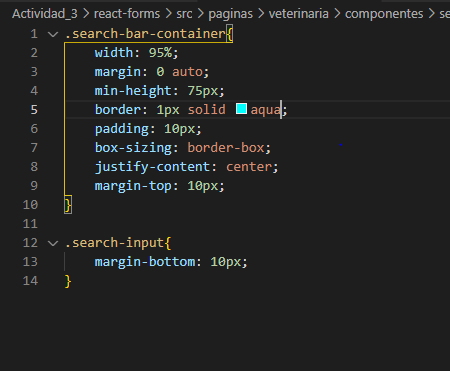 Actividad_3 > react-forms > src > paginas > veterinaria > componentes > se
1 .search-bar-container{
2 width: 95%;
3 margin: 0 auto;
4 min-height: 75px;
5 border: 1px solid aqua;
6 padding: 10px;
7 box-sizing: border-box;
8 justify-content: center;
9 margin-top: 10px;
10 }
11
12 .search-input{
13 margin-bottom: 10px;
14 }